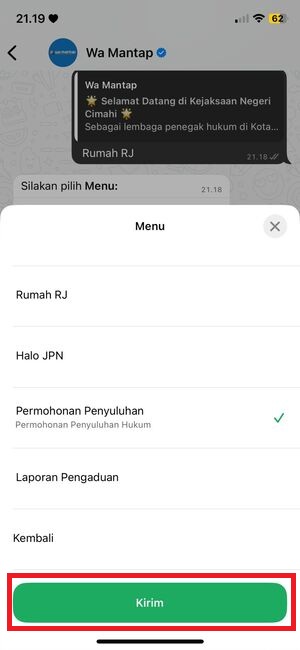 21.19
62
WA MANTAP
Wa Mantap
Wa Mantap
🌟 Selamat Datang di Kejaksaan Negeri
Cimahi 🌟
Sebagai lembaga penegak hukum di Kota...
Rumah RJ
21.18
Silakan pilih Menu:
21.18
Menu
Rumah RJ
Halo JPN
Permohonan Penyuluhan
Permohonan Penyuluhan Hukum
Laporan Pengaduan
Kembali
Kirim